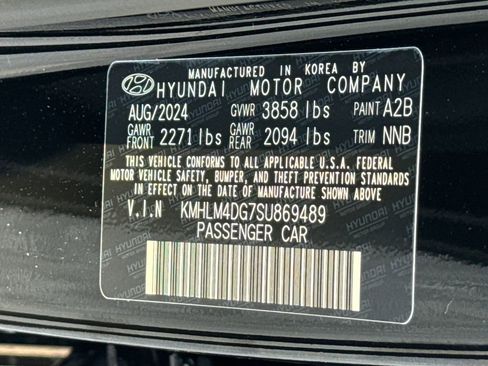 MANUFACTURED IN KOREA BY
HYUNDAI MOTOR COMPANY
AUG/2024 GVWR 3858 lbs PAINT A2B
GAWR FRONT 2271 lbs GAWR REAR 2094 lbs TRIM NNB
THIS VEHICLE CONFORMS TO ALL APPLICABLE U.S.A. FEDERAL
MOTOR VEHICLE SAFETY, BUMPER, AND THEFT PREVENTION STANDARDS
IN EFFECT ON THE DATE OF MANUFACTURE SHOWN ABOVE.
V.I.N KMHLM4DG7SU869489
PASSENGER CAR